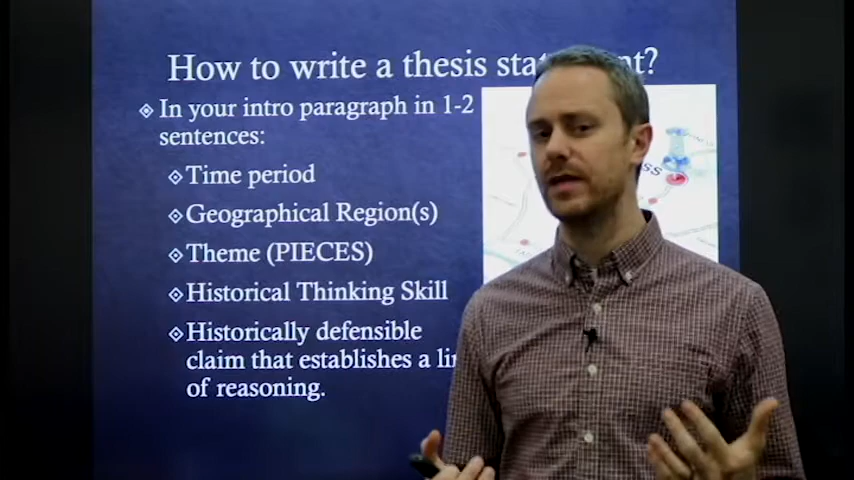 How to write a thesis sta nt?
In your intro paragraph in 1-2
sentences:
Time period
Geographical Region(s)
Theme (PIECES)
Historical Thinking Skill
Historically defensible
claim that establishes a li
of reasoning.